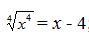 ∜x⁴ = x - 4;